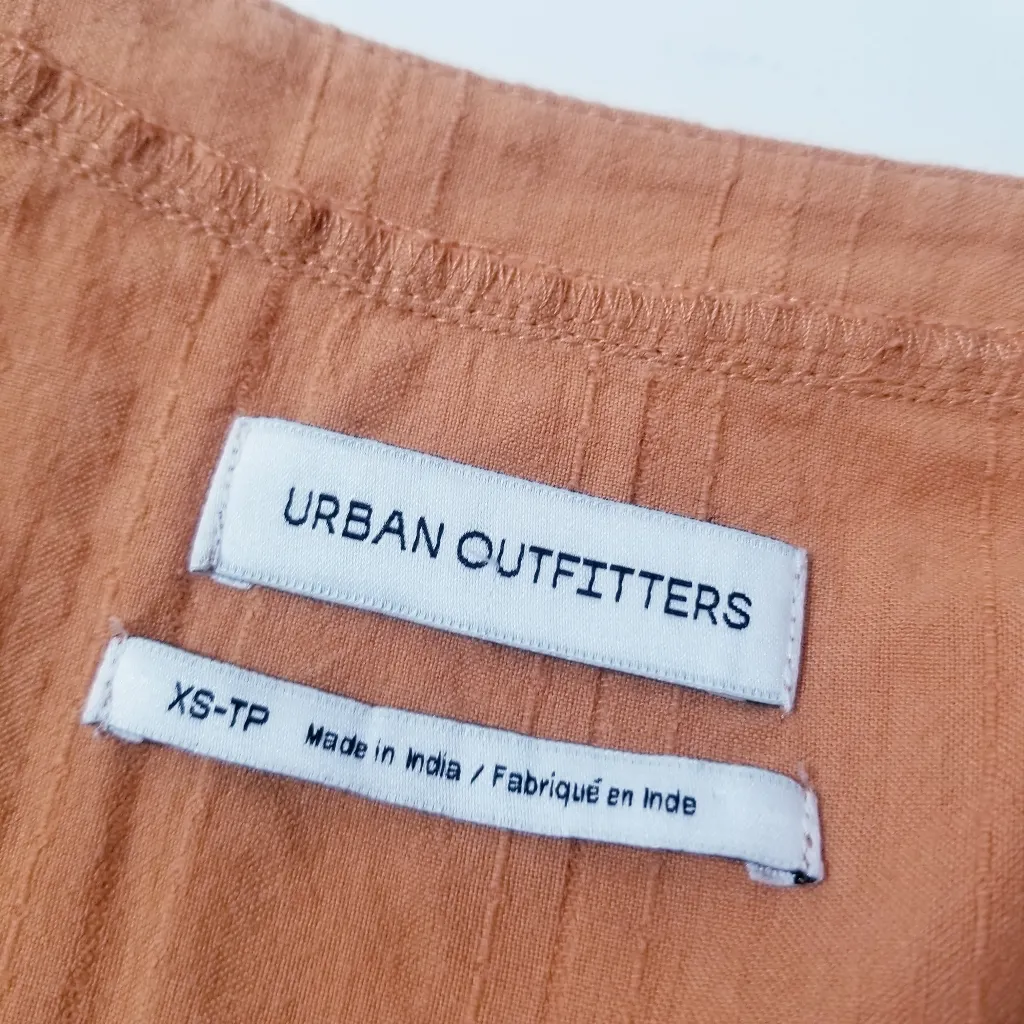 URBAN OUTFITTERS
XS-TP Made in India / Fabriqué en Inde